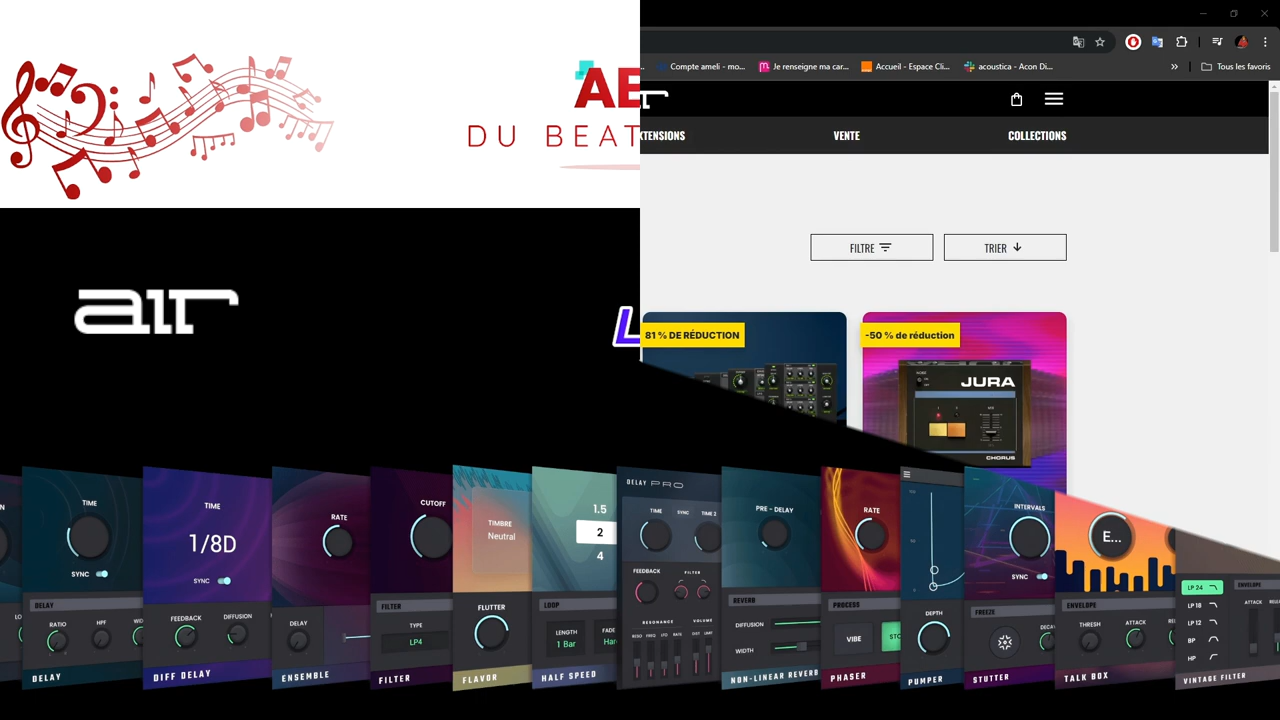 Compte ameli - mo...
Je renseigne ma car...
Accueil - Espace Cli...
acoustica - Acon Di...
»
Tous les favoris
DU BEAT
air
VENTE
COLLECTIONS
FILTRE
TRIER
air
81 % DE RÉDUCTION
-50 % de réduction
JURA
CHORUS
TIME
SYNC
DELAY
RATIO
HPF
DELAY
TIME
1/8D
SYNC
FEEDBACK
DIFFUSION
DIFF DELAY
RATE
DELAY
ENSEMBLE
CUTOFF
FILTER
TYPE
LP4
FILTER
TIMBRE
Neutral
FLUTTER
FLAVOR
1.5
2
4
LOOP
LENGTH
FADE
1 Bar
HALF SPEED
DELAY PRO
TIME
SYNC
TIME 2
FEEDBACK
FILTER
RESONANCE
VOLUME
PRE - DELAY
REVERB
DIFFUSION
WIDTH
NON-LINEAR REVERB
RATE
PROCESS
VIBE
PHASER
DEPTH
PUMPER
INTERVALS
SYNC
FREEZE
STUTTER
E...
ENVELOPE
THRESH
ATTACK
TALK BOX
LP 24
LP 18
LP 12
BP
HP
ENVELOPE
ATTACK
VINTAGE FILTER